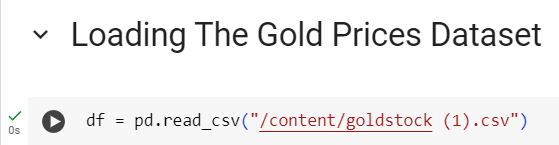 Loading The Gold Prices Dataset
df = pd.read_csv("/content/goldstock (1).csv")
0s